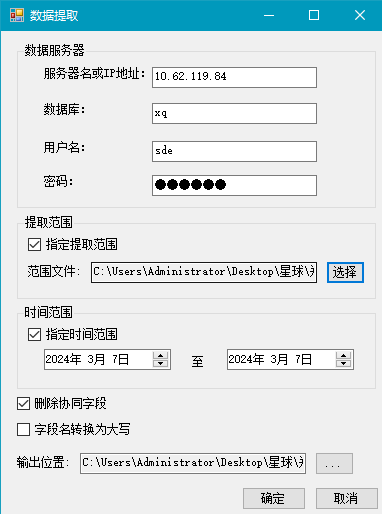 数据提取
数据服务器
服务器名或IP地址： 10.62.119.84
数据库： xq
用户名： sde
密码： ●●●●●●
提取范围
指定提取范围
范围文件： C:\Users\Administrator\Desktop\星球\ 选择
时间范围
指定时间范围
2024年 3月 7日 至 2024年 3月 7日
删除协同字段
字段名转换为大写
输出位置： C:\Users\Administrator\Desktop\星球\ ...
确定 取消